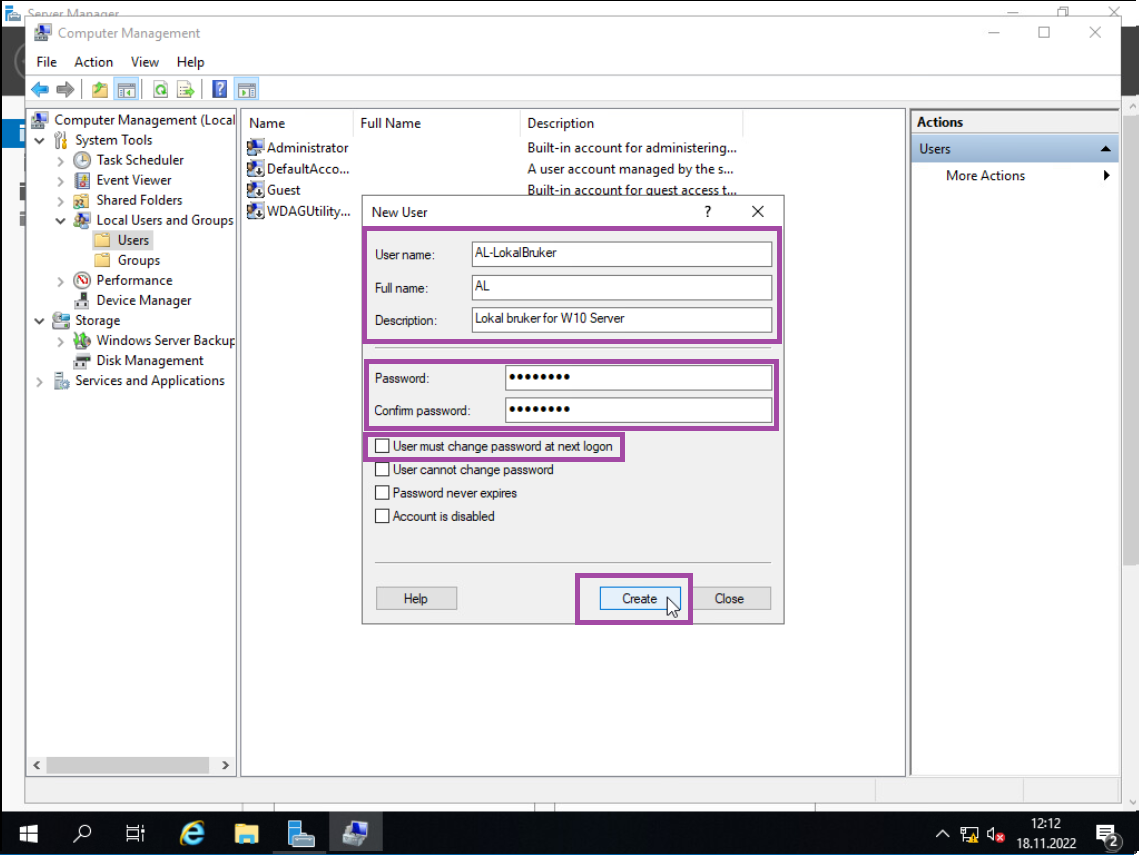 Server Manager
Computer Management
File Action View Help
Computer Management (Local
System Tools
Task Scheduler
Event Viewer
Shared Folders
Local Users and Groups
Users
Groups
Performance
Device Manager
Storage
Windows Server Backup
Disk Management
Services and Applications
Name Full Name Description
Administrator Built-in account for administering...
DefaultAcco... A user account managed by the s...
Guest Built-in account for guest access t...
WDAGUtility...
Actions
Users
More Actions
New User ?
User name: AL-LokalBruker
Full name: AL
Description: Lokal bruker for W10 Server
Password: ●●●●●●●●
Confirm password: ●●●●●●●●
User must change password at next logon
User cannot change password
Password never expires
Account is disabled
Help Create Close
12:12
18.11.2022
2